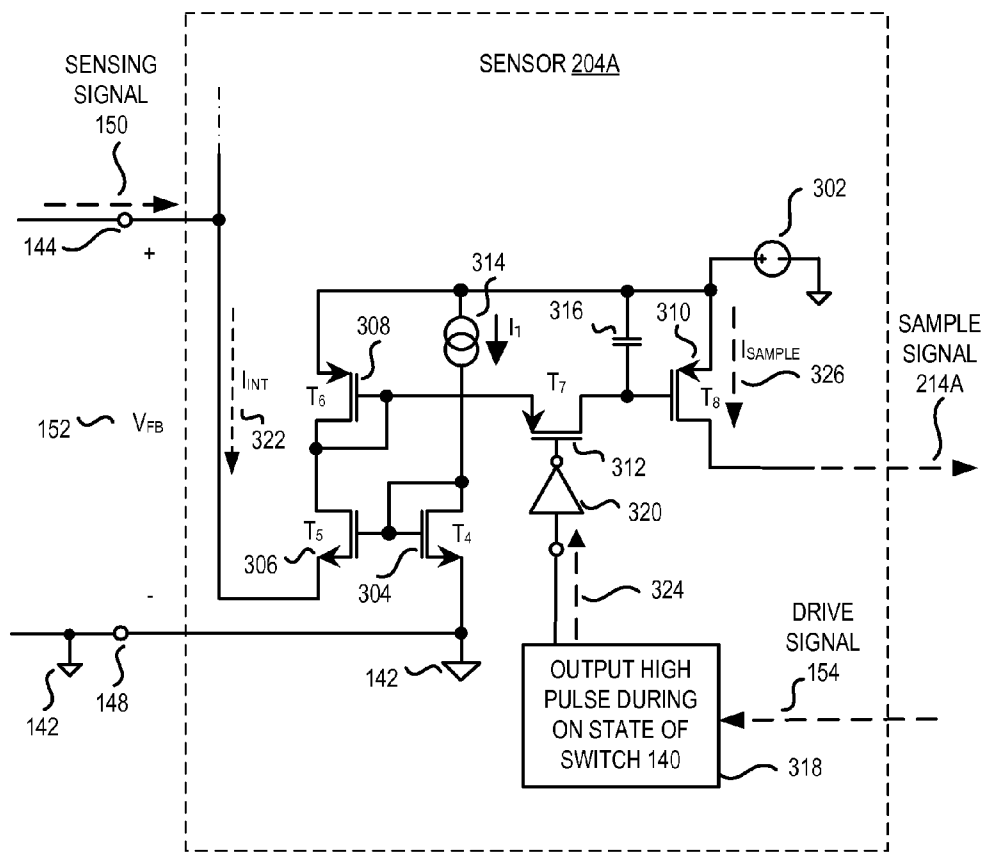 SENSOR 204A
SENSING
SIGNAL
150
144
+
302
314
316
310
I1
308
T6
T7
T8
ISAMPLE
326
SAMPLE
SIGNAL
214A
IINT
322
152
VFB
312
320
T5
T4
306
304
324
-
DRIVE
SIGNAL
154
142
148
142
OUTPUT HIGH
PULSE DURING
ON STATE OF
SWITCH 140
318
+
-